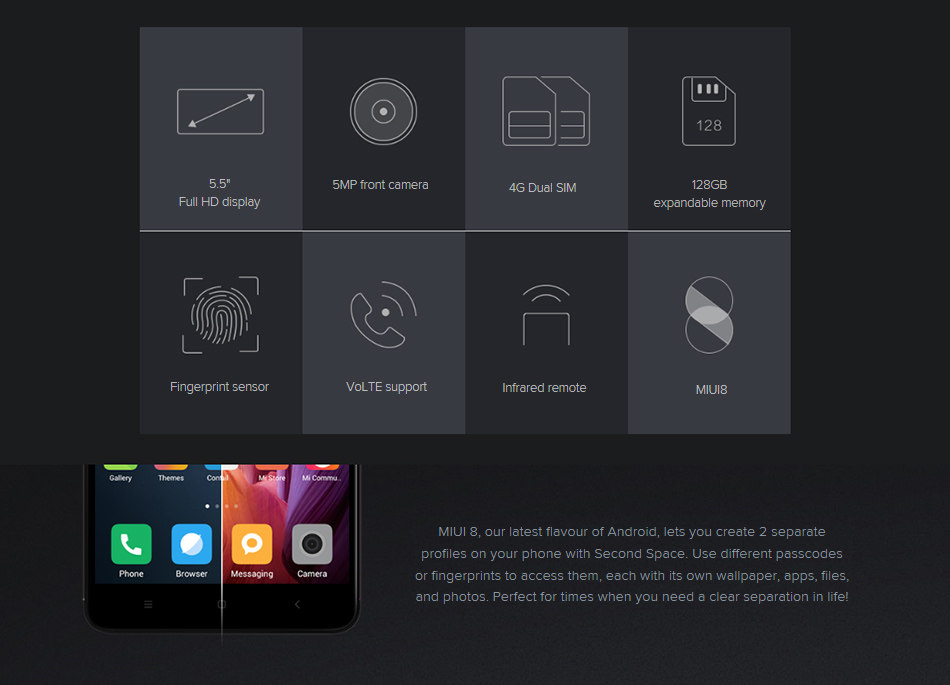 128
5.5"
Full HD display
5MP front camera
4G Dual SIM
128GB
expandable memory
Fingerprint sensor
VoLTE support
Infrared remote
MIUI8
Gallery
Themes
Mi Store
Mi Commu..
Phone
Browser
Messaging
Camera
MIUI 8, our latest flavour of Android, lets you create 2 separate
profiles on your phone with Second Space. Use different passcodes
or fingerprints to access them, each with its own wallpaper, apps, files,
and photos. Perfect for times when you need a clear separation in life!